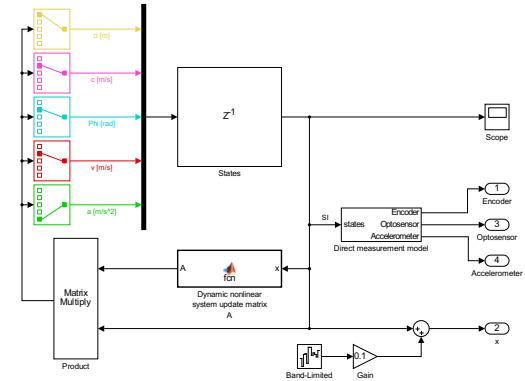 d [m]
c [m/s]
Phi [rad]
v [m/s]
a [m/s^2]
Z-1
States
Scope
SI
states
Encoder
Optosensor
Accelerometer
Direct measurement model
1
Encoder
3
Optosensor
4
Accelerometer
Matrix
Multiply
Product
A
fcn
x
Dynamic nonlinear
system update matrix
A
Band-Limited
0.1
Gain
2
x